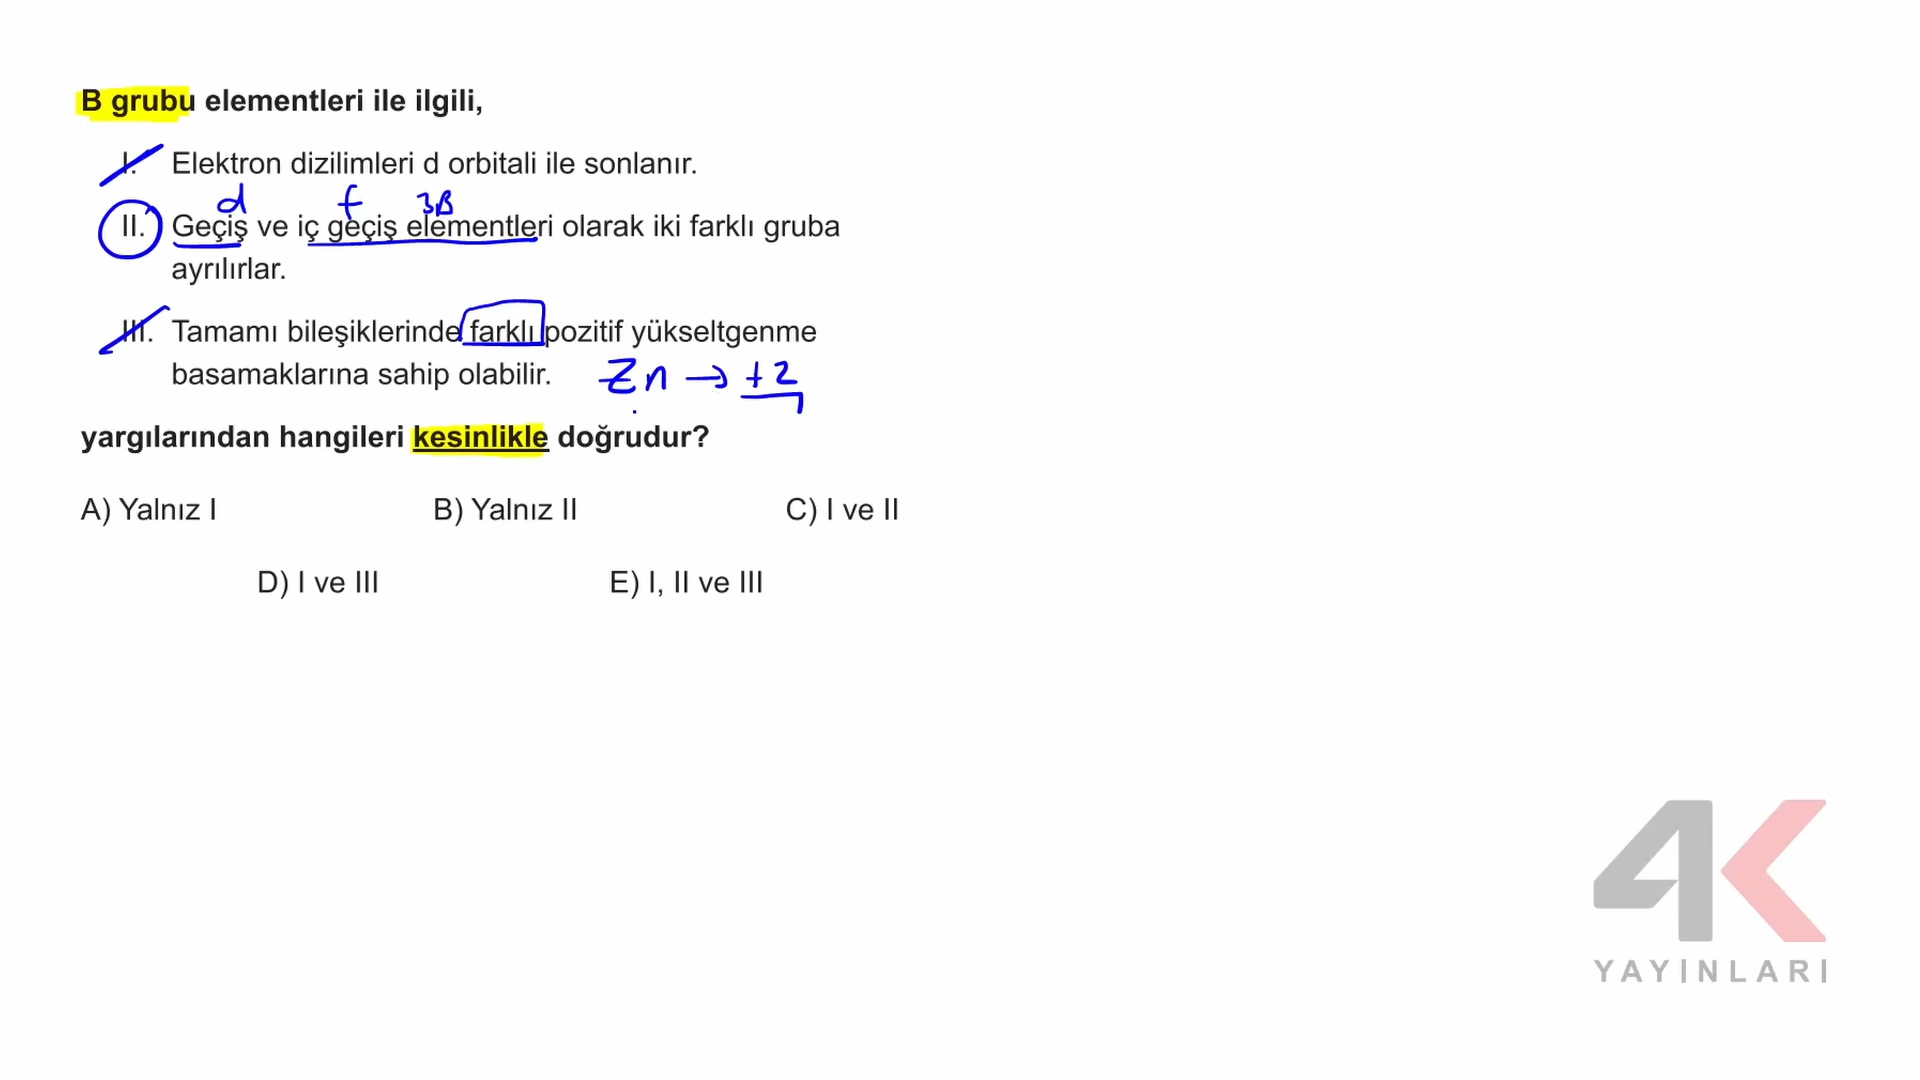 B grubu elementleri ile ilgili,
I. Elektron dizilimleri d orbitali ile sonlanır.
d f 3B
II. Geçiş ve iç geçiş elementleri olarak iki farklı gruba
ayrılırlar.
III. Tamamı bileşiklerinde farklı pozitif yükseltgenme
basamaklarına sahip olabilir. Zn → +2
yargılarından hangileri kesinlikle doğrudur?
A) Yalnız I B) Yalnız II C) I ve II
D) I ve III E) I, II ve III
4K
YAYINLARI